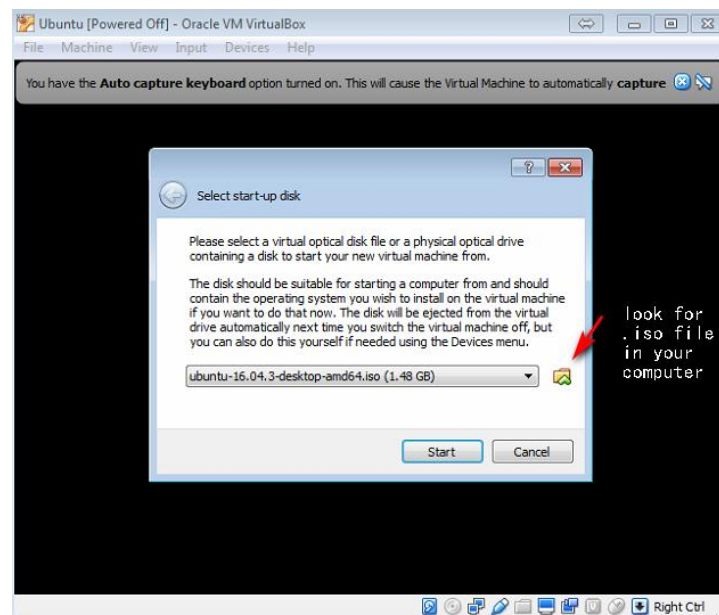 Ubuntu [Powered Off] - Oracle VM VirtualBox
File Machine View Input Devices Help
You have the Auto capture keyboard option turned on. This will cause the Virtual Machine to automatically capture
Select start-up disk
Please select a virtual optical disk file or a physical optical drive
containing a disk to start your new virtual machine from.
The disk should be suitable for starting a computer from and should
contain the operating system you wish to install on the virtual machine
if you want to do that now. The disk will be ejected from the virtual
drive automatically next time you switch the virtual machine off, but
you can also do this yourself if needed using the Devices menu.
ubuntu-16.04.3-desktop-amd64.iso (1.48 GB)
look for
.iso file
in your
computer
Start Cancel
Right Ctrl